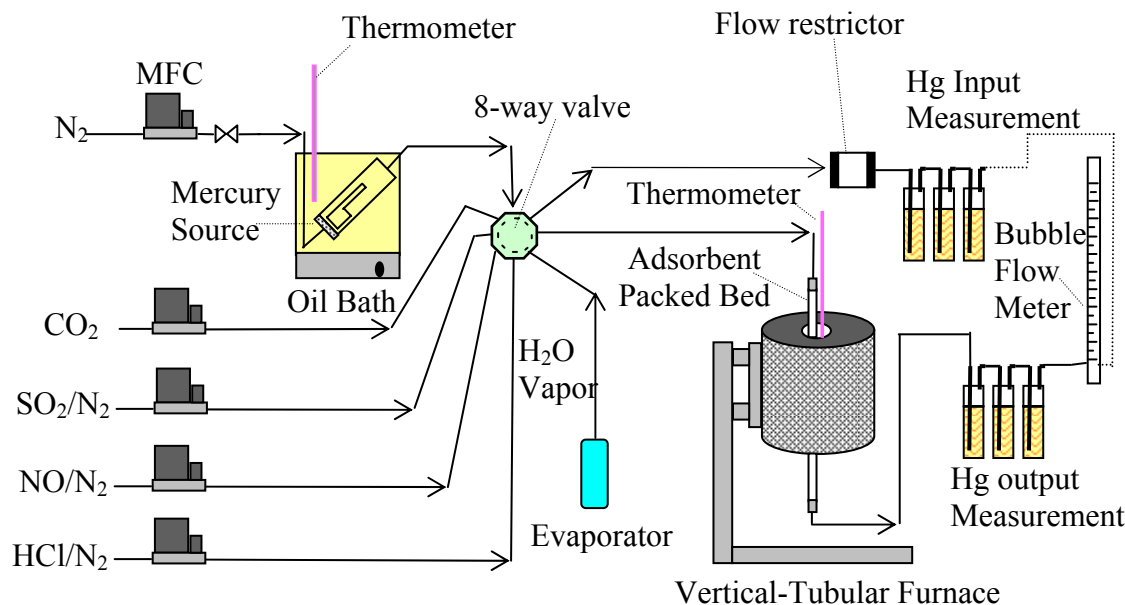 Thermometer
Flow restrictor
MFC
Hg Input
Measurement
8-way valve
N₂
Thermometer
Mercury
Source
Bubble
Flow
Meter
Adsorbent
Packed Bed
Oil Bath
CO₂
H₂O
Vapor
SO₂/N₂
NO/N₂
Hg output
Measurement
Evaporator
HCl/N₂
Vertical-Tubular Furnace